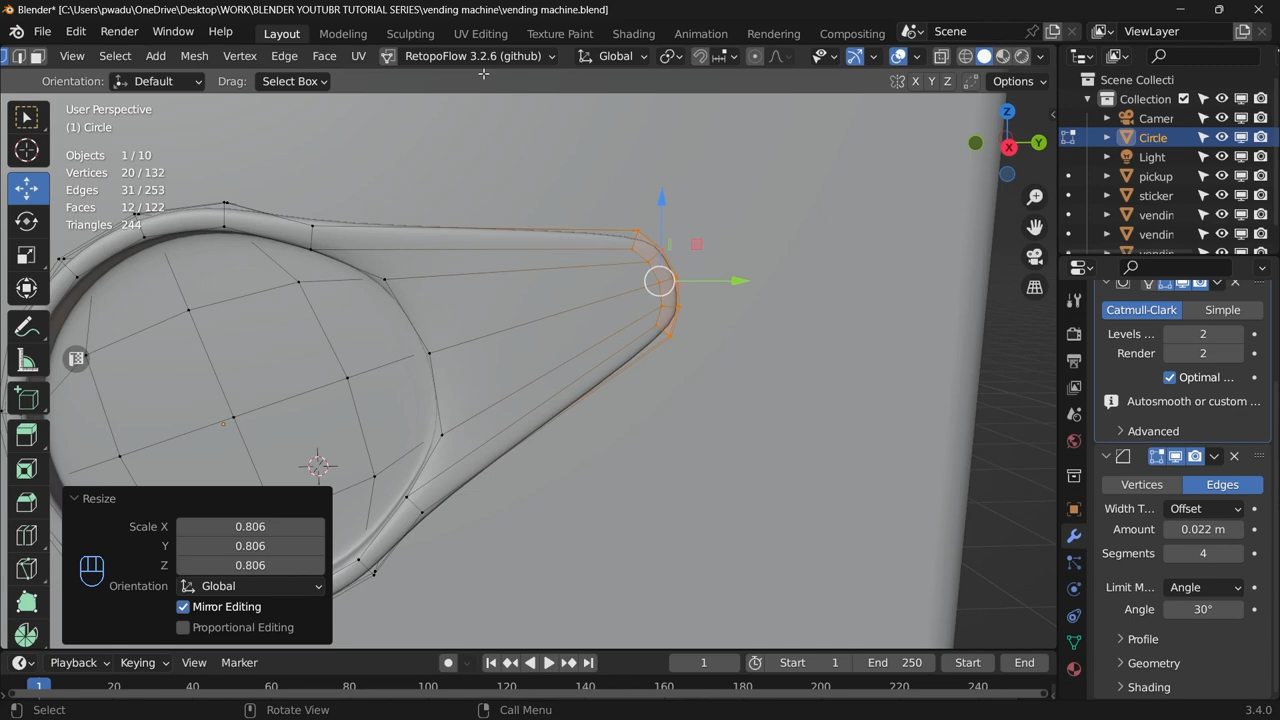 Blender* [C:\Users\pwadu\OneDrive\Desktop\WORK\BLENDER YOUTUBR TUTORIAL SERIES\vending machine\vending machine.blend]
File Edit Render Window Help Layout Modeling Sculpting UV Editing Texture Paint Shading Animation Rendering Compositing Scene ViewLayer
View Select Add Mesh Vertex Edge Face UV RetopoFlow 3.2.6 (github) Global
Orientation: Default Drag: Select Box X Y Z Options
User Perspective
(1) Circle
Objects 1 / 10
Vertices 20 / 132
Edges 31 / 253
Faces 12 / 122
Triangles 244
Z
Y
X
Scene Collecti
Collection
Camer
Circle
Light
pickup
sticker
vendin
vendin
Catmull-Clark Simple
Levels ... 2
Render 2
Optimal ...
Autosmooth or custom ...
Advanced
Vertices Edges
Width T... Offset
Amount 0.022 m
Segments 4
Limit M... Angle
Angle 30°
Profile
Geometry
Shading
Resize
Scale X 0.806
Y 0.806
Z 0.806
Orientation Global
Mirror Editing
Proportional Editing
Playback Keying View Marker 1 Start 1 End 250 Start End
1 20 40 60 80 100 120 140 160 180 200 220 240
Select Rotate View Call Menu 3.4.0